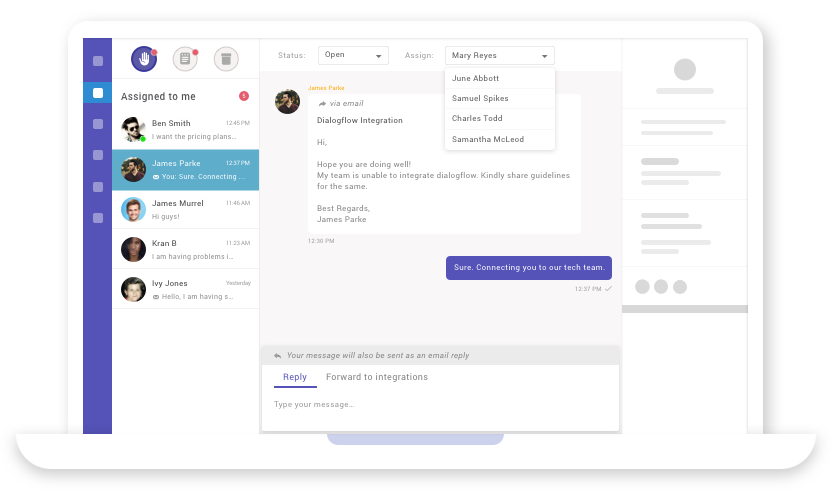 Status:
Open
Assign:
Mary Reyes
June Abbott
Samuel Spikes
Charles Todd
Samantha McLeod
Assigned to me
5
Ben Smith
12:45 PM
I want the pricing plans…
James Parke
12:37 PM
You: Sure. Connecting ...
James Murrel
11:46 AM
Hi guys!
Kran B
11:23 AM
I am having problems i…
Ivy Jones
Yesterday
Hello, I am having s…
James Parke
via email
Dialogflow Integration
Hi,
Hope you are doing well!
My team is unable to integrate dialogflow. Kindly share guidelines
for the same.
Best Regards,
James Parke
12:30 PM
Sure. Connecting you to our tech team.
12:37 PM
Your message will also be sent as an email reply
Reply
Forward to integrations
Type your message…